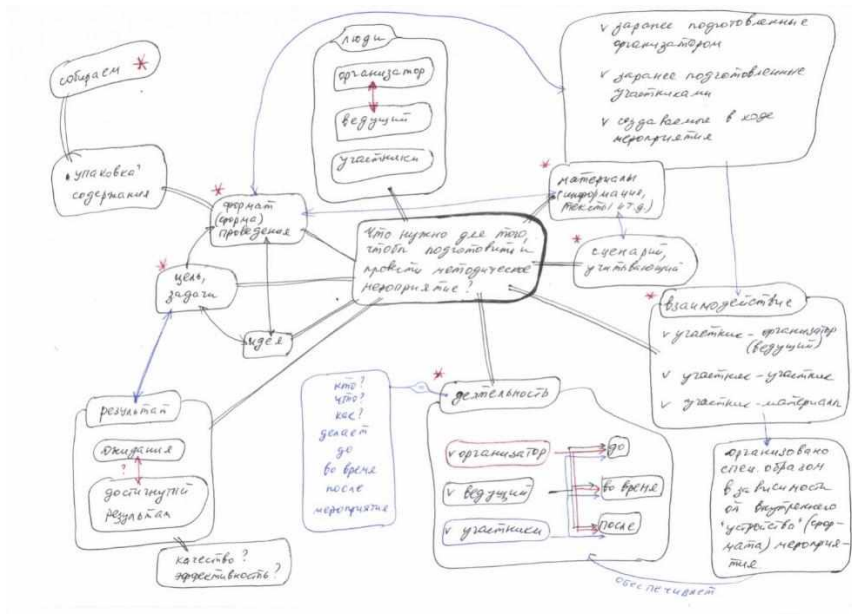 люди
организатор
ведущий
участники
собираем *
"упаковка"
содержания
* формат
(форма)
проведения
* цель,
задачи
идея
Что нужно для того,
чтобы подготовить и
провести методическое
мероприятие?
v заранее подготовленные
организатором
v заранее подготовленные
участниками
v создаваемые в ходе
мероприятия
* материалы
(информация,
тексты и т.д.)
* сценарий,
учитывающий
* взаимодействие
v участник - организатор
(ведущий)
v участник - участник
v участник - материалы
организовано
спец. образом
в зависимости
от внутреннего
"устройства" (фор-
мата) мероприя-
тия
обеспечивает
* деятельность
v организатор
v ведущий
v участники
до
во время
после
кто?
что?
как?
делает
до
во время
после
мероприятия
=
результат
ожидания
?
достигнутый
результат
качество?
эффективность?